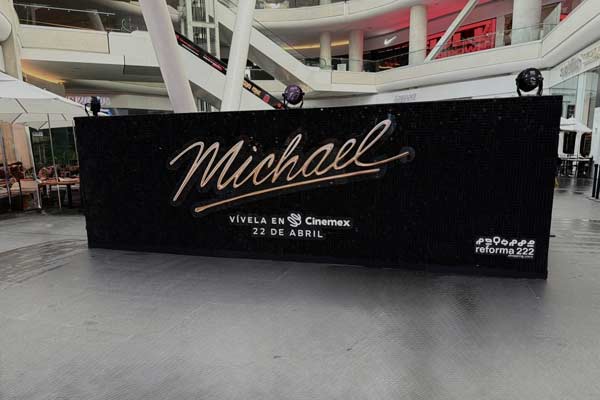 Michael
VÍVELA EN Cinemex
22 DE ABRIL
reforma 222